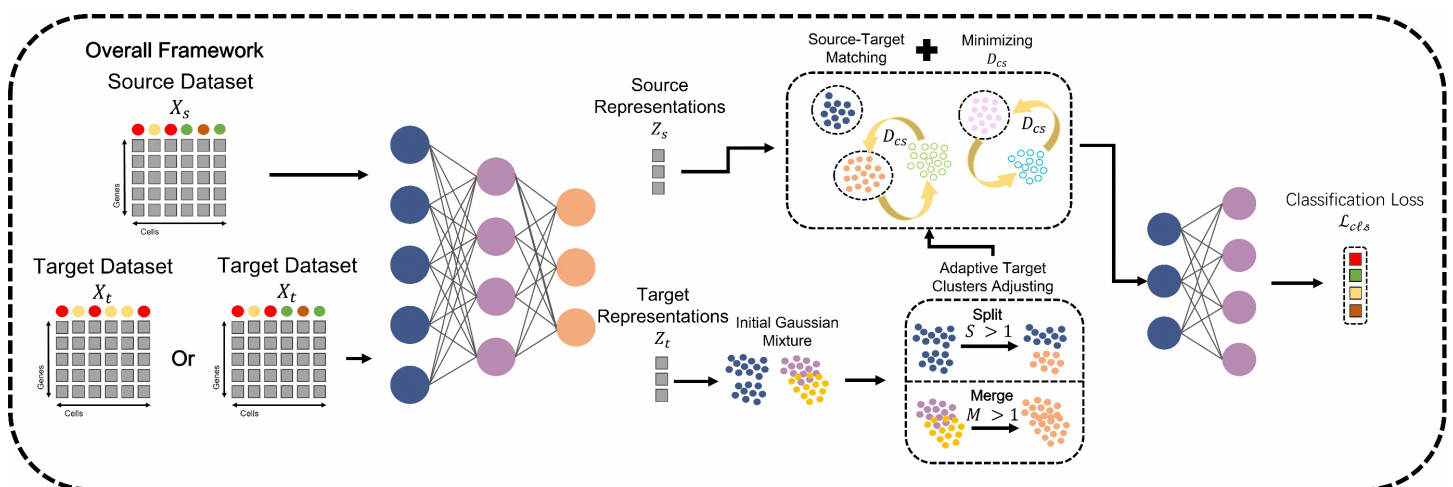 Overall Framework
Source Dataset
X_s
Genes
Cells
Target Dataset
X_t
Genes
Cells
Or
Target Dataset
X_t
Genes
Cells
Source
Representations
Z_s
Target
Representations
Z_t
Initial Gaussian
Mixture
Source-Target
Matching
+
Minimizing
D_cs
D_cs
D_cs
Adaptive Target
Clusters Adjusting
Split
S > 1
Merge
M > 1
Classification Loss
ℒ_cℓs